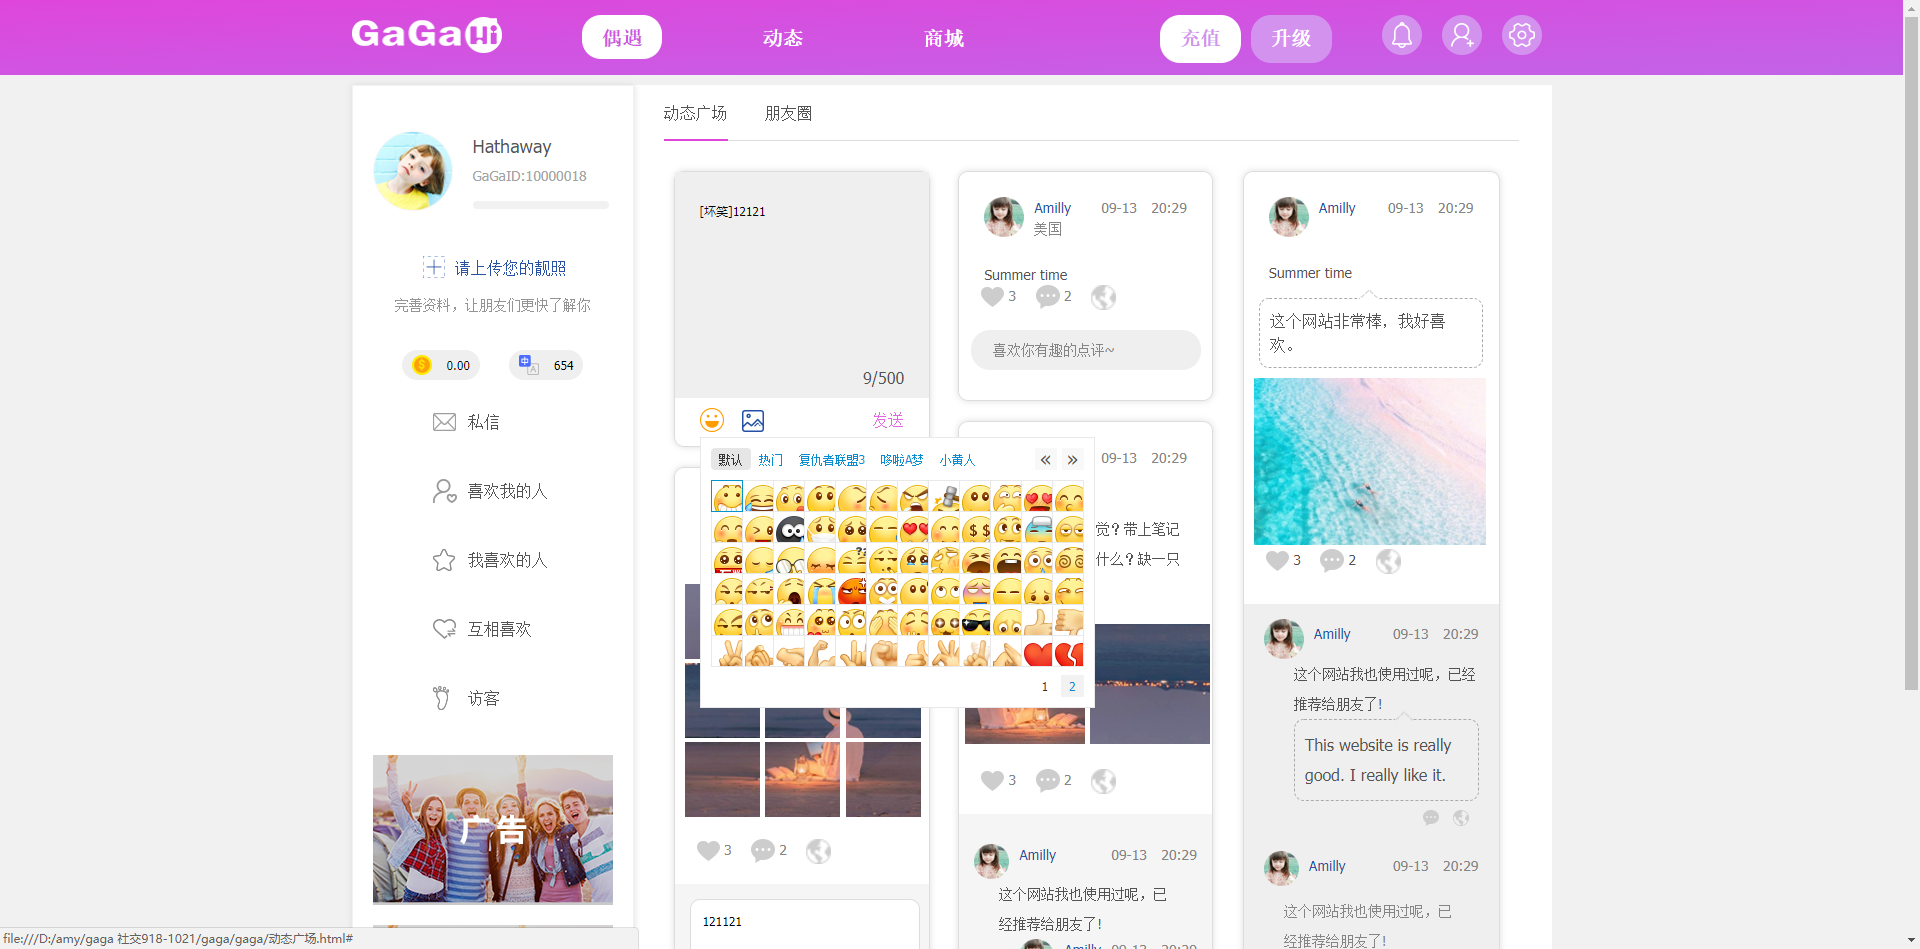 GaGaHi
偶遇
动态
商城
充值
升级
Hathaway
GaGaID:10000018
请上传您的靓照
完善资料，让朋友们更快了解你
0.00
654
私信
喜欢我的人
我喜欢的人
互相喜欢
访客
广告
动态广场
朋友圈
[坏笑]12121
9/500
发送
默认
热门
复仇者联盟3
哆啦A梦
小黄人
«
»
1
2
3
2
121121
Amilly
09-13 20:29
美国
Summer time
3
2
喜欢你有趣的点评~
09-13 20:29
觉？带上笔记
什么？缺一只
3
2
Amilly
09-13 20:29
这个网站我也使用过呢，已
经推荐给朋友了!
Amilly
09-13 20:29
Amilly
09-13 20:29
Summer time
这个网站非常棒，我好喜
欢。
3
2
Amilly
09-13 20:29
这个网站我也使用过呢，已经
推荐给朋友了!
This website is really
good. I really like it.
Amilly
09-13 20:29
这个网站我也使用过呢，已
经推荐给朋友了!
file:///D:/amy/gaga 社交918-1021/gaga/gaga/动态广场.html#